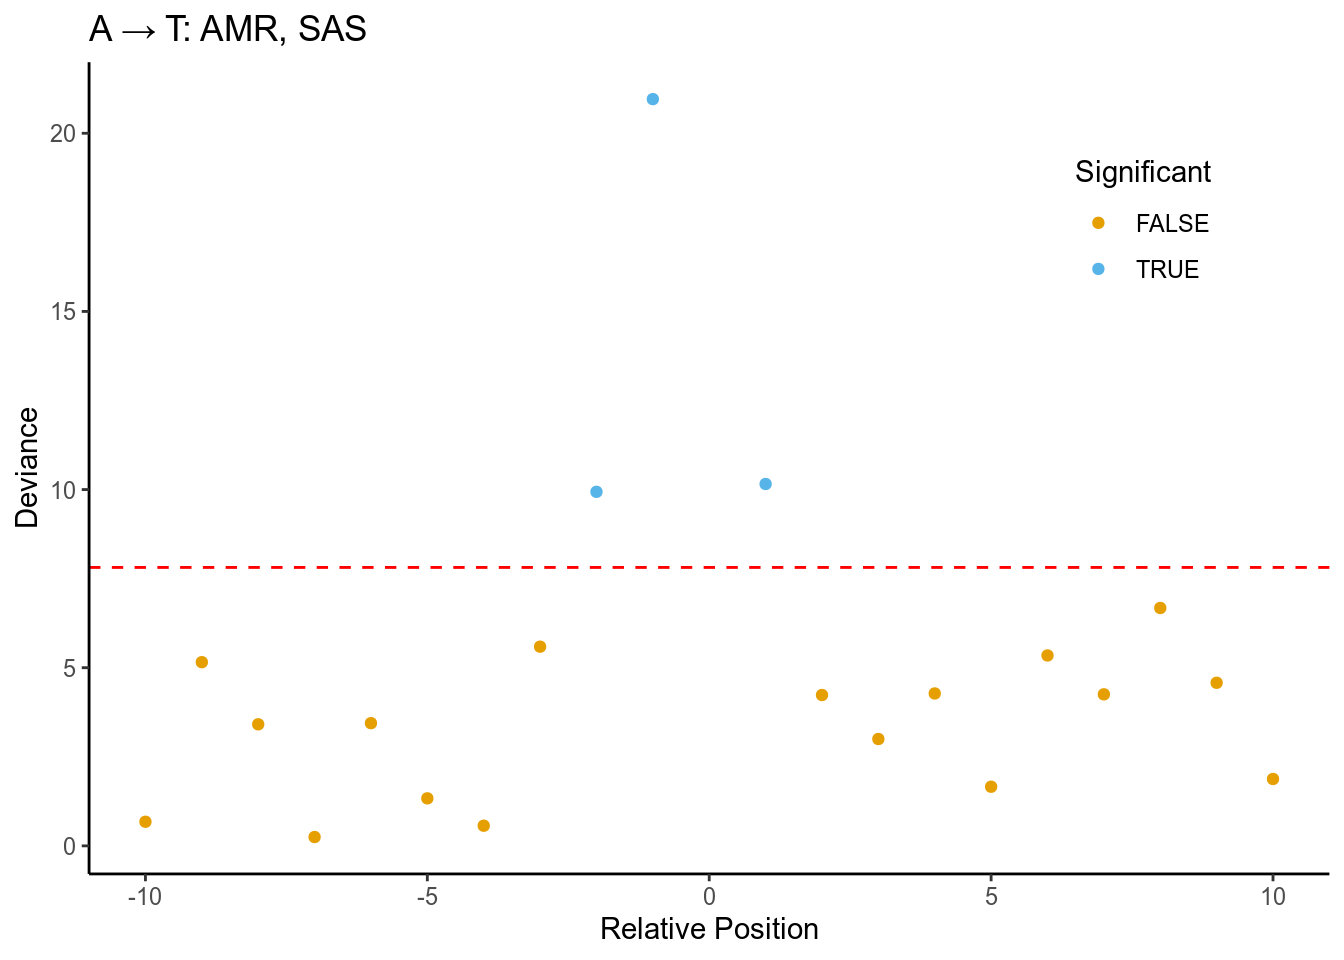 A → T: AMR, SAS
20
15
10
5
0
Deviance
Significant
FALSE
TRUE
-10 -5 0 5 10
Relative Position